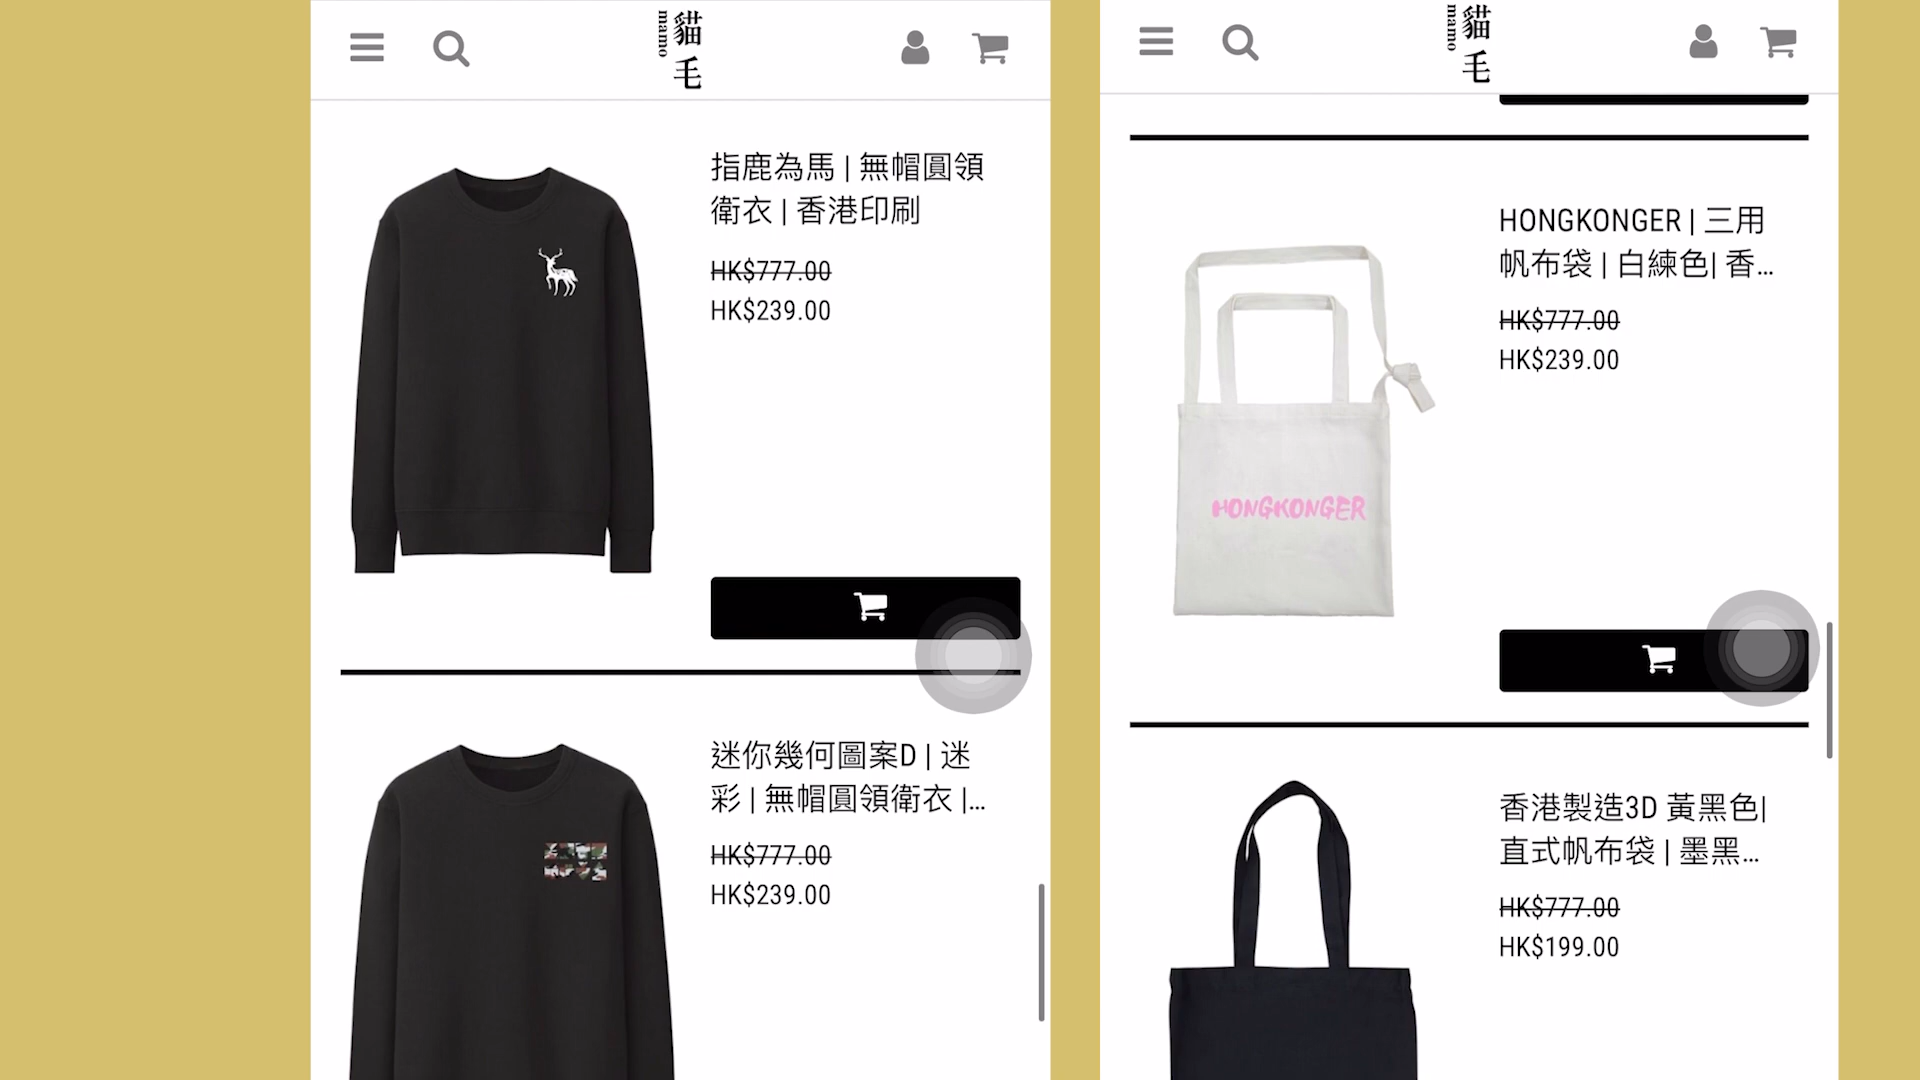 貓毛
mamo
指鹿為馬 | 無帽圓領
衛衣 | 香港印刷
HK$777.00
HK$239.00
迷你幾何圖案D | 迷
彩 | 無帽圓領衛衣 |...
HK$777.00
HK$239.00
貓毛
mamo
HONGKONGER | 三用
帆布袋 | 白練色| 香...
HK$777.00
HK$239.00
HONGKONGER
香港製造3D 黃黑色|
直式帆布袋 | 墨黑...
HK$777.00
HK$199.00